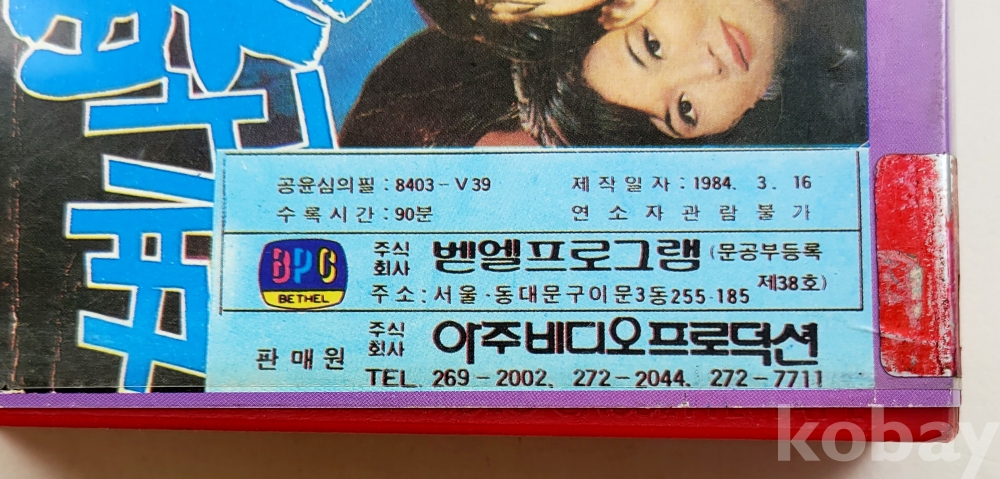 공윤심의필 : 8403-V39
제작일자 : 1984. 3. 16
수록시간 : 90분
연소자관람불가
BPC
BETHEL
주식회사 벧엘프로그램 (문공부등록 제38호)
주소 : 서울·동대문구이문3동255-185
판매원 주식회사 아주비디오프로덕션
TEL. 269-2002, 272-2044, 272-7711
kobay